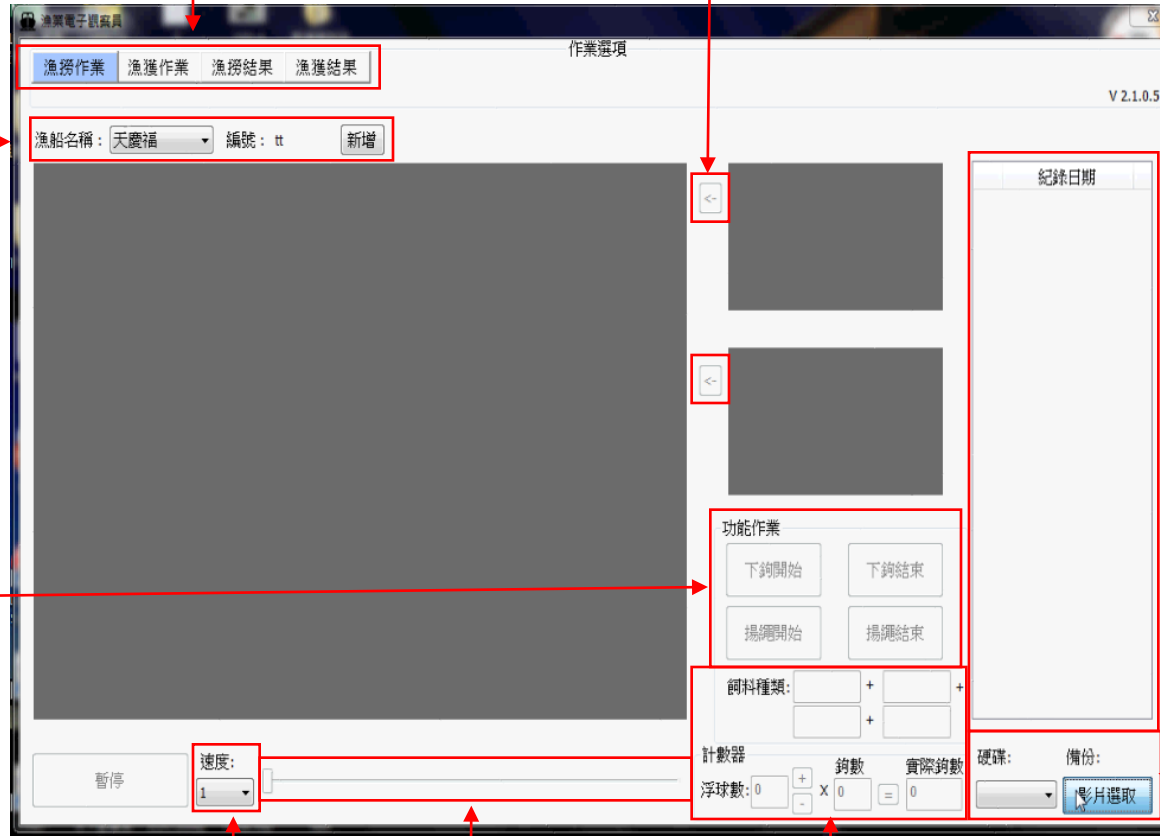 漁業電子觀察員
作業選項
漁撈作業 漁獲作業 漁撈結果 漁獲結果
V 2.1.0.5
漁船名稱： 天慶福 編號： tt 新增
<-
紀錄日期
<-
功能作業
下鉤開始 下鉤結束
揚繩開始 揚繩結束
餌料種類: + +
+
計數器
鉤數 實際鉤數
浮球數: 0 + - X 0 = 0
硬碟: 備份:
影片選取
暫停
速度:
1